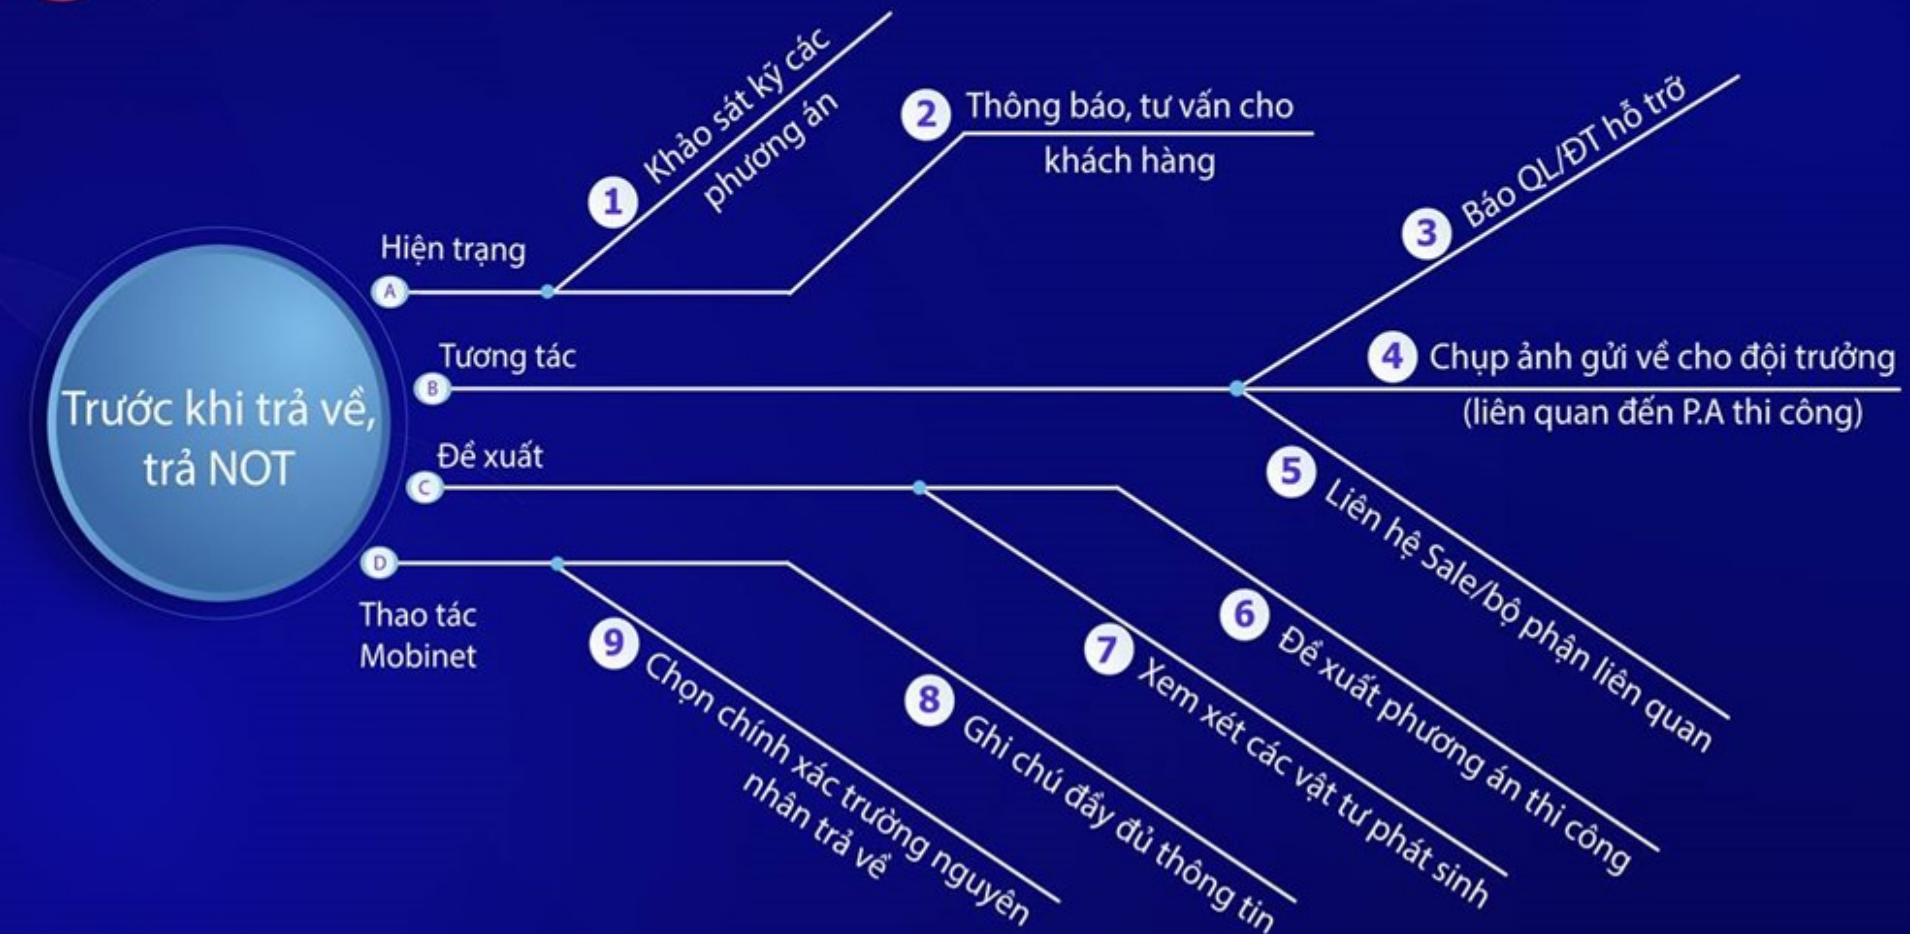 Trước khi trả về,
trả NOT
A
Hiện trạng
1
Khảo sát kỹ các
phương án
2
Thông báo, tư vấn cho
khách hàng
B
Tương tác
3
Báo QL/ĐT hỗ trỡ
4
Chụp ảnh gửi về cho đội trưởng
(liên quan đến P.A thi công)
5
Liên hệ Sale/bộ phận liên quan
C
Đề xuất
6
Đề xuất phương án thi công
7
Xem xét các vật tư phát sinh
D
Thao tác
Mobinet
8
Ghi chú đầy đủ thông tin
9
Chọn chính xác trường nguyên
nhân trả về